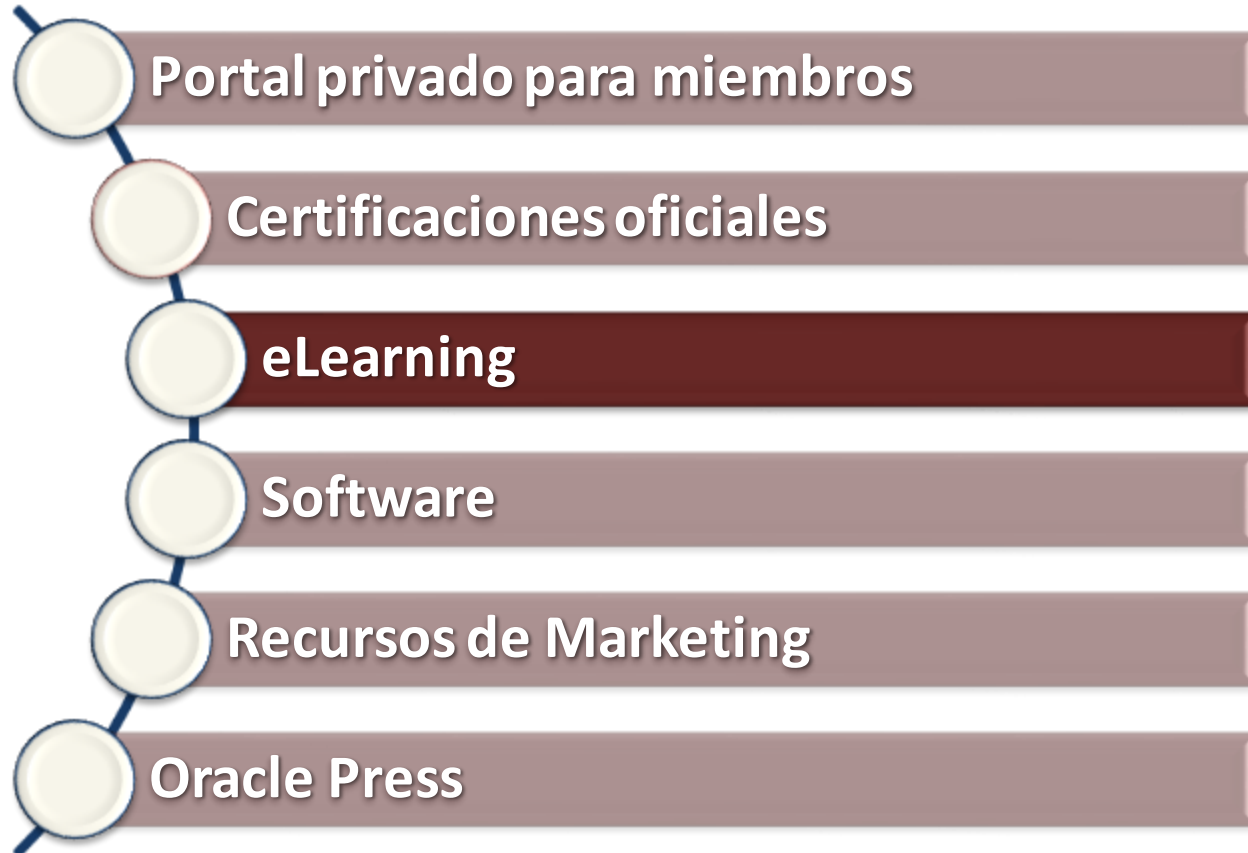 Portal privado para miembros
Certificaciones oficiales
eLearning
Software
Recursos de Marketing
Oracle Press